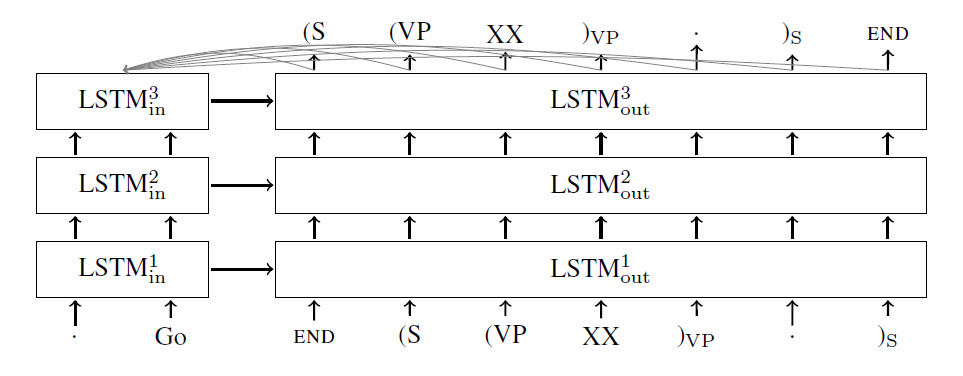 (S (VP XX )VP . )S END
LSTM³in LSTM³out
LSTM²in LSTM²out
LSTM¹in LSTM¹out
. Go END (S (VP XX )VP . )S